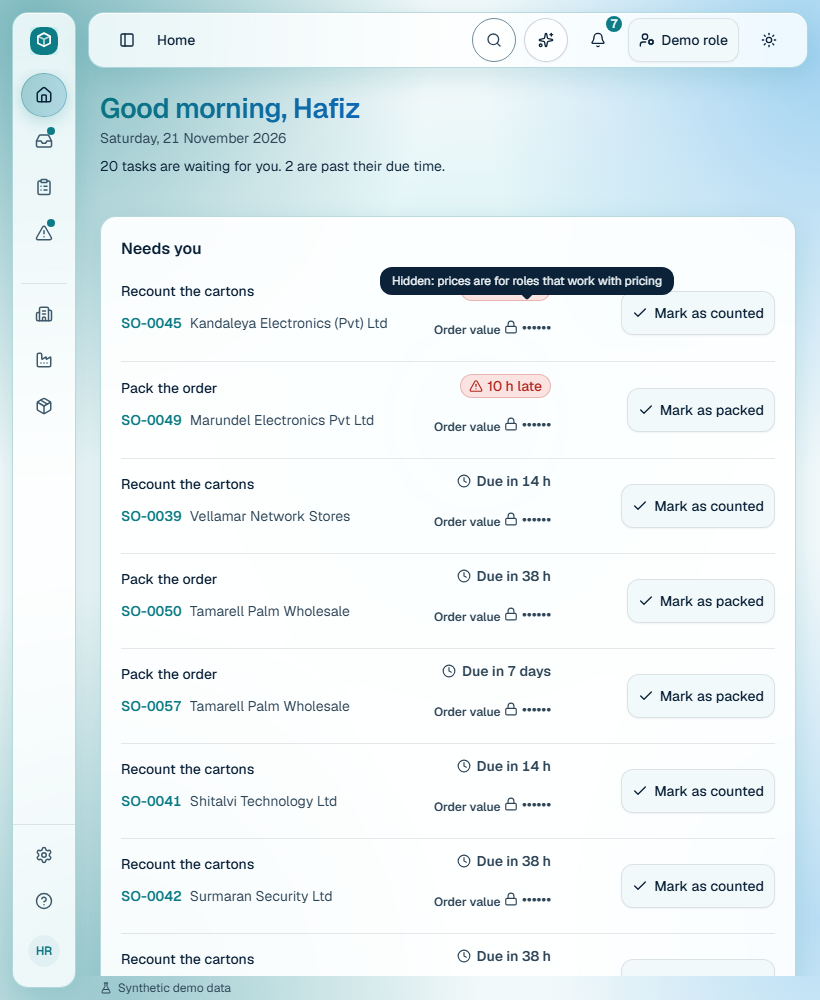 Home
7
Demo role
Good morning, Hafiz
Saturday, 21 November 2026
20 tasks are waiting for you. 2 are past their due time.
Needs you
Hidden: prices are for roles that work with pricing
Recount the cartons
SO-0045 Kandaleya Electronics (Pvt) Ltd
Order value ••••••
Mark as counted
Pack the order
10 h late
SO-0049 Marundel Electronics Pvt Ltd
Order value ••••••
Mark as packed
Recount the cartons
Due in 14 h
SO-0039 Vellamar Network Stores
Order value ••••••
Mark as counted
Pack the order
Due in 38 h
SO-0050 Tamarell Palm Wholesale
Order value ••••••
Mark as packed
Pack the order
Due in 7 days
SO-0057 Tamarell Palm Wholesale
Order value ••••••
Mark as packed
Recount the cartons
Due in 14 h
SO-0041 Shitalvi Technology Ltd
Order value ••••••
Mark as counted
Recount the cartons
Due in 38 h
SO-0042 Surmaran Security Ltd
Order value ••••••
Mark as counted
Recount the cartons
Due in 38 h
HR
Synthetic demo data